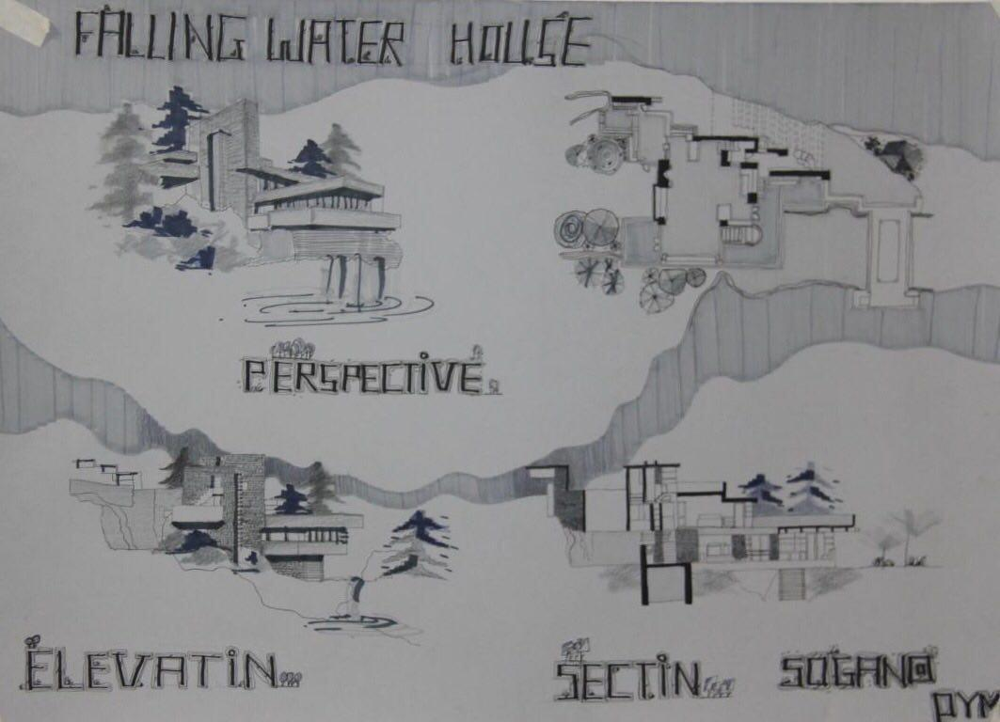 FALLING WATER HOUSE
PERSPECTIVE
ELEVATIN
SECTIN
SOGAND
PYM